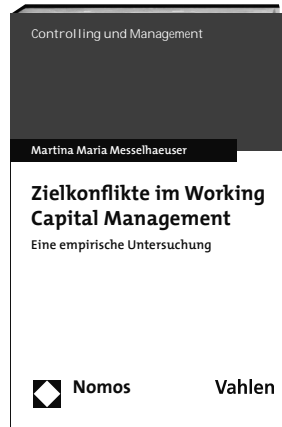 Controlling und Management
Martina Maria Messelhaeuser
Zielkonflikte im Working
Capital Management
Eine empirische Untersuchung
Nomos
Vahlen